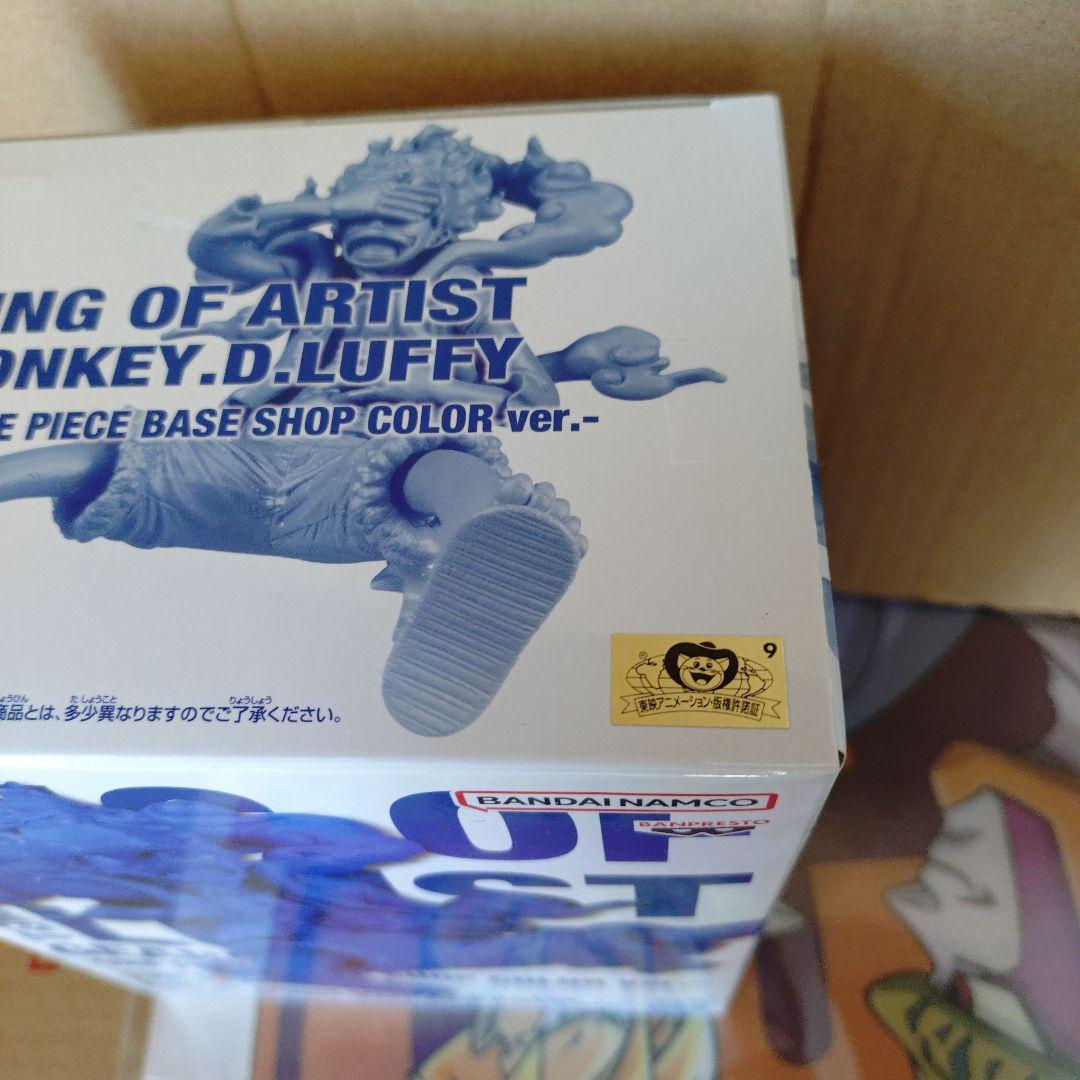 ING OF ARTIST
ONKEY.D.LUFFY
E PIECE BASE SHOP COLOR ver.-
商品とは、多少異なりますのでご了承ください。
® 9
東映アニメーション・版権許諾証
BANDAI NAMCO
BANPRESTO
OF
ST